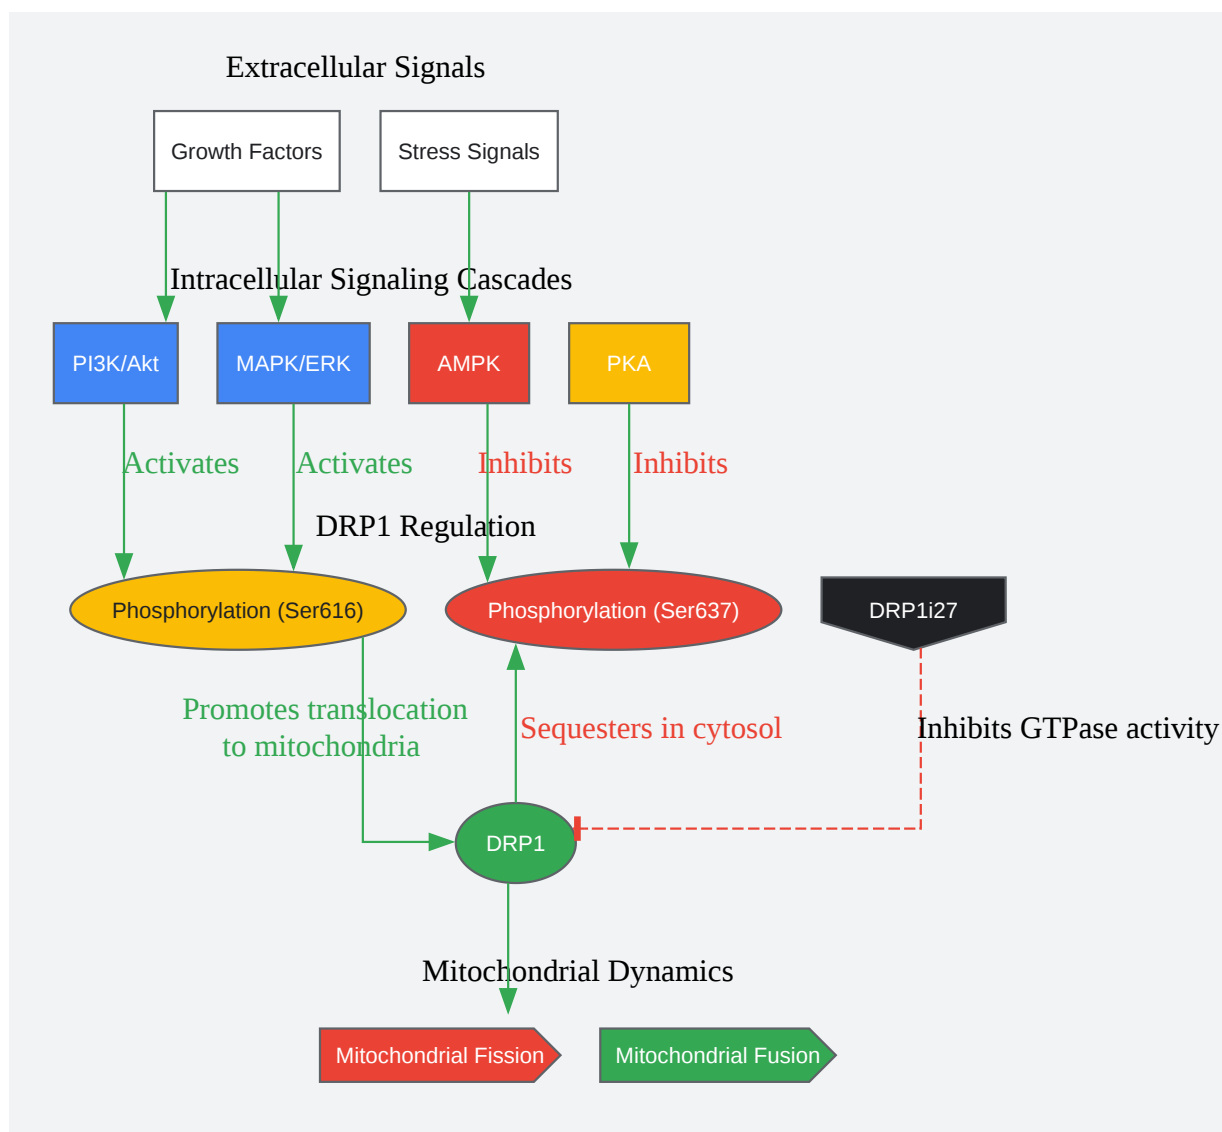 Extracellular Signals
Growth Factors
Stress Signals
Intracellular Signaling Cascades
PI3K/Akt
MAPK/ERK
AMPK
PKA
Activates
Activates
Inhibits
Inhibits
DRP1 Regulation
Phosphorylation (Ser616)
Phosphorylation (Ser637)
DRP1i27
Promotes translocation
to mitochondria
Sequesters in cytosol
Inhibits GTPase activity
DRP1
Mitochondrial Dynamics
Mitochondrial Fission
Mitochondrial Fusion